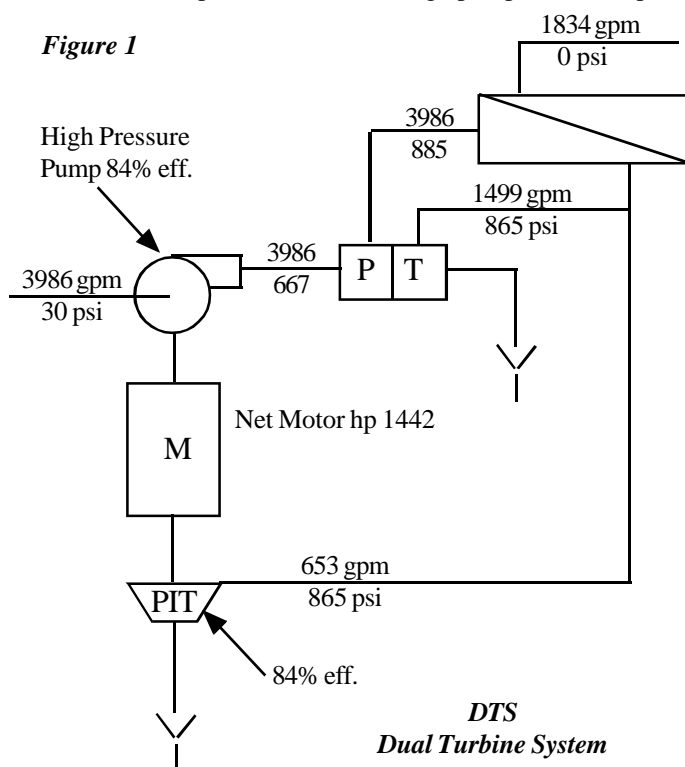 1834 gpm
0 psi
Figure 1
High Pressure
Pump 84% eff.
3986
885
1499 gpm
865 psi
3986 gpm
30 psi
3986
667
P
T
M
Net Motor hp 1442
653 gpm
865 psi
PIT
84% eff.
DTS
Dual Turbine System